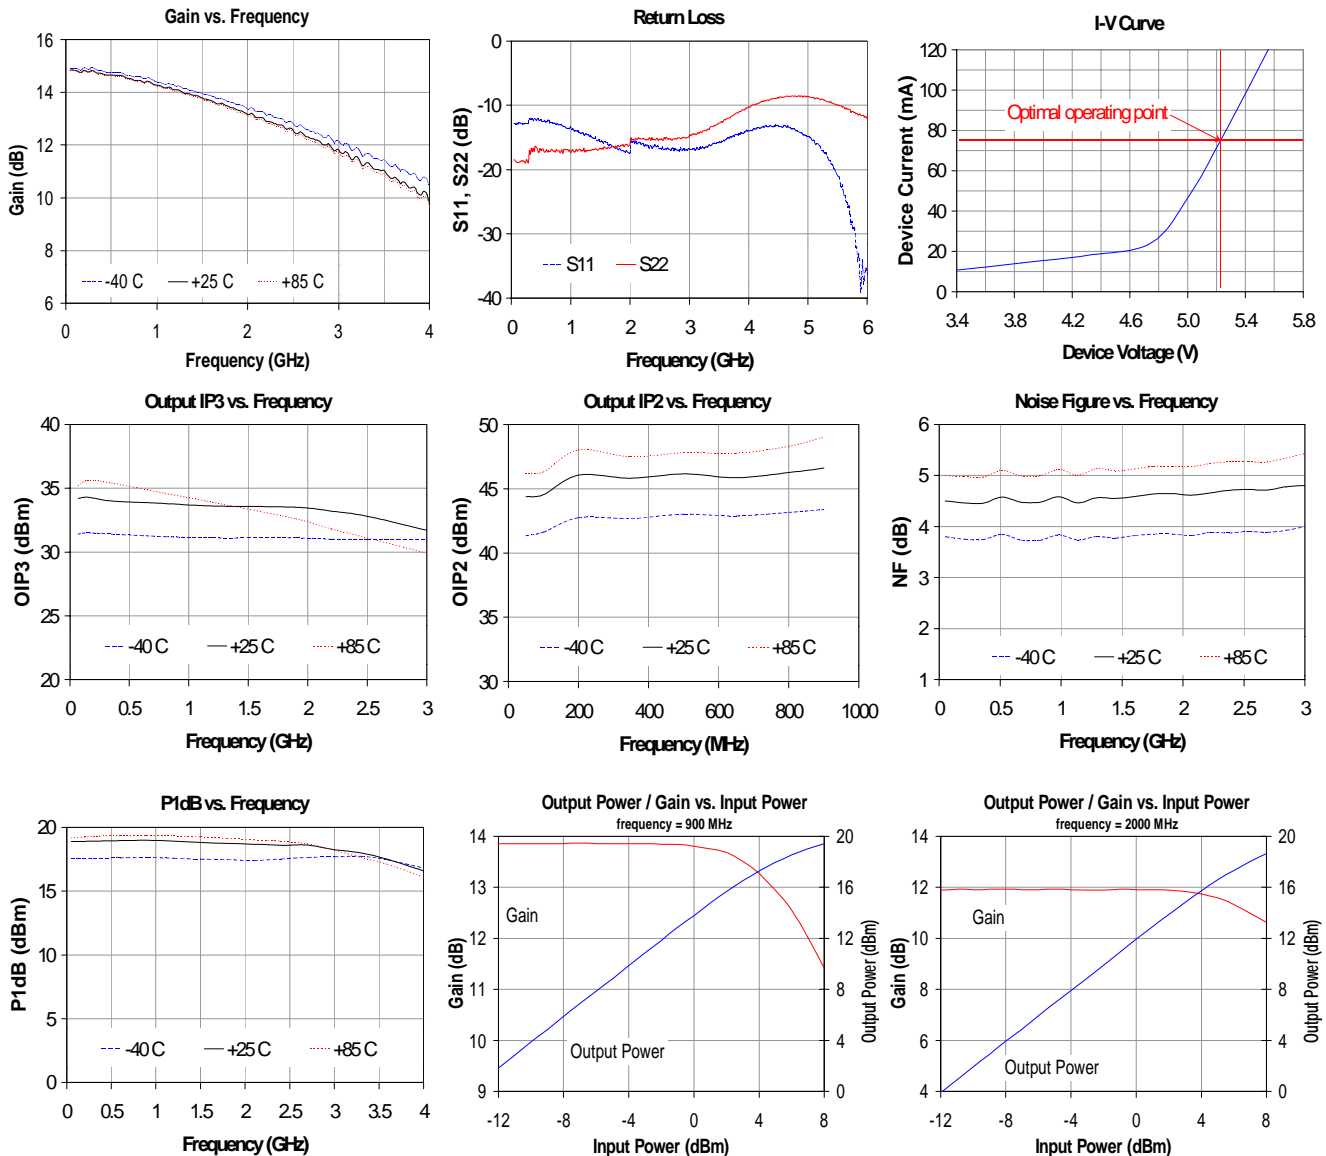 Gain vs. Frequency
16
14
12
10
8
6
Gain (dB)
-40 C +25 C +85 C
0 1 2 3 4
Frequency (GHz)
Return Loss
0
-10
-20
-30
-40
S11, S22 (dB)
S11 S22
0 1 2 3 4 5 6
Frequency (GHz)
I-V Curve
120
100
80
60
40
20
0
Device Current (mA)
Optimal operating point
3.4 3.8 4.2 4.6 5.0 5.4 5.8
Device Voltage (V)
Output IP3 vs. Frequency
40
35
30
25
20
OIP3 (dBm)
-40 C +25 C +85 C
0 0.5 1 1.5 2 2.5 3
Frequency (GHz)
Output IP2 vs. Frequency
50
45
40
35
30
OIP2 (dBm)
-40 C +25 C +85 C
0 200 400 600 800 1000
Frequency (MHz)
Noise Figure vs. Frequency
6
5
4
3
2
1
NF (dB)
-40 C +25 C +85 C
0 0.5 1 1.5 2 2.5 3
Frequency (GHz)
P1dB vs. Frequency
20
15
10
5
0
P1dB (dBm)
-40 C +25 C +85 C
0 0.5 1 1.5 2 2.5 3 3.5 4
Frequency (GHz)
Output Power / Gain vs. Input Power
frequency = 900 MHz
14
13
12
11
10
9
Gain (dB)
Gain
Output Power
20
16
12
8
4
0
Output Power (dBm)
-12 -8 -4 0 4 8
Input Power (dBm)
Output Power / Gain vs. Input Power
frequency = 2000 MHz
14
12
10
8
6
4
Gain (dB)
Gain
Output Power
20
16
12
8
4
0
Output Power (dBm)
-12 -8 -4 0 4 8
Input Power (dBm)